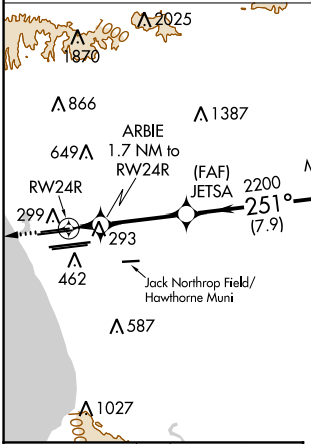 1000
2025
1870
866
1387
ARBIE
1.7 NM to
RW24R
649
(FAF)
JETSA
2200
M
RW24R
251°
(7.9)
299
293
462
Jack Northrop Field/
Hawthorne Muni
587
1027